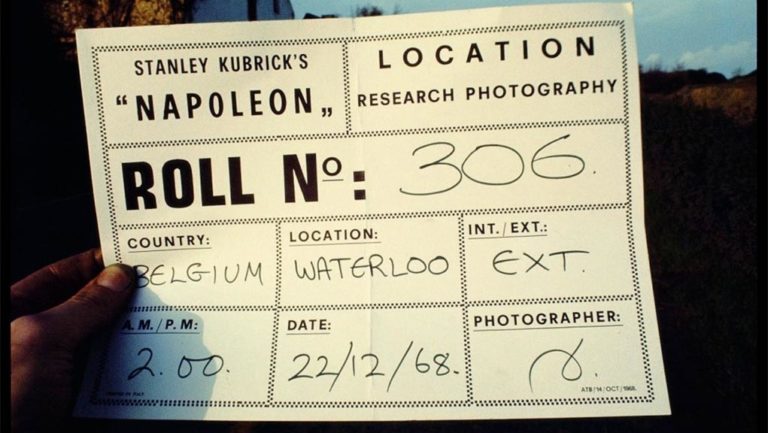 STANLEY KUBRICK'S
“NAPOLEON„
LOCATION
RESEARCH PHOTOGRAPHY
ROLL Nº: 306.
COUNTRY:
BELGIUM
LOCATION:
WATERLOO
INT./EXT.:
EXT.
A.M./P.M:
2.00.
DATE:
22/12/68.
PHOTOGRAPHER:
ATB/14/OCT/1968.